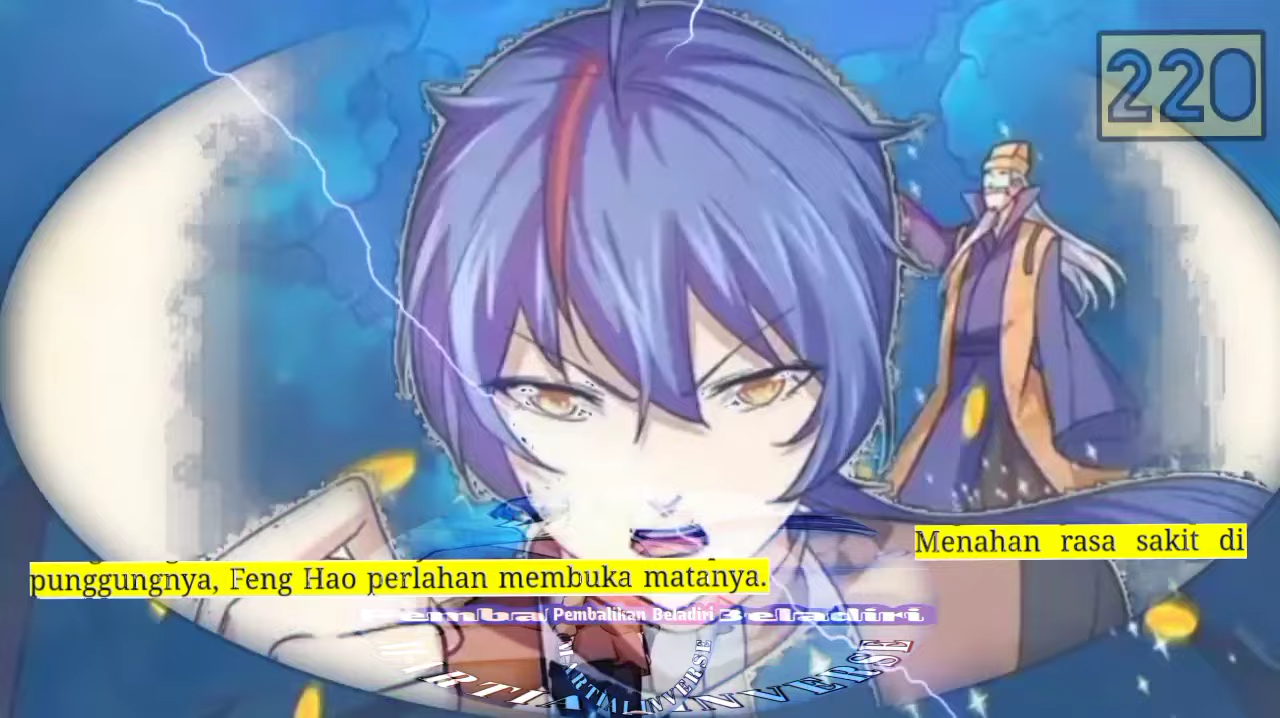 220
Menahan rasa sakit di
punggungnya, Feng Hao perlahan membuka matanya.
Pembalikan Beladiri
MARTIAL INVERSE